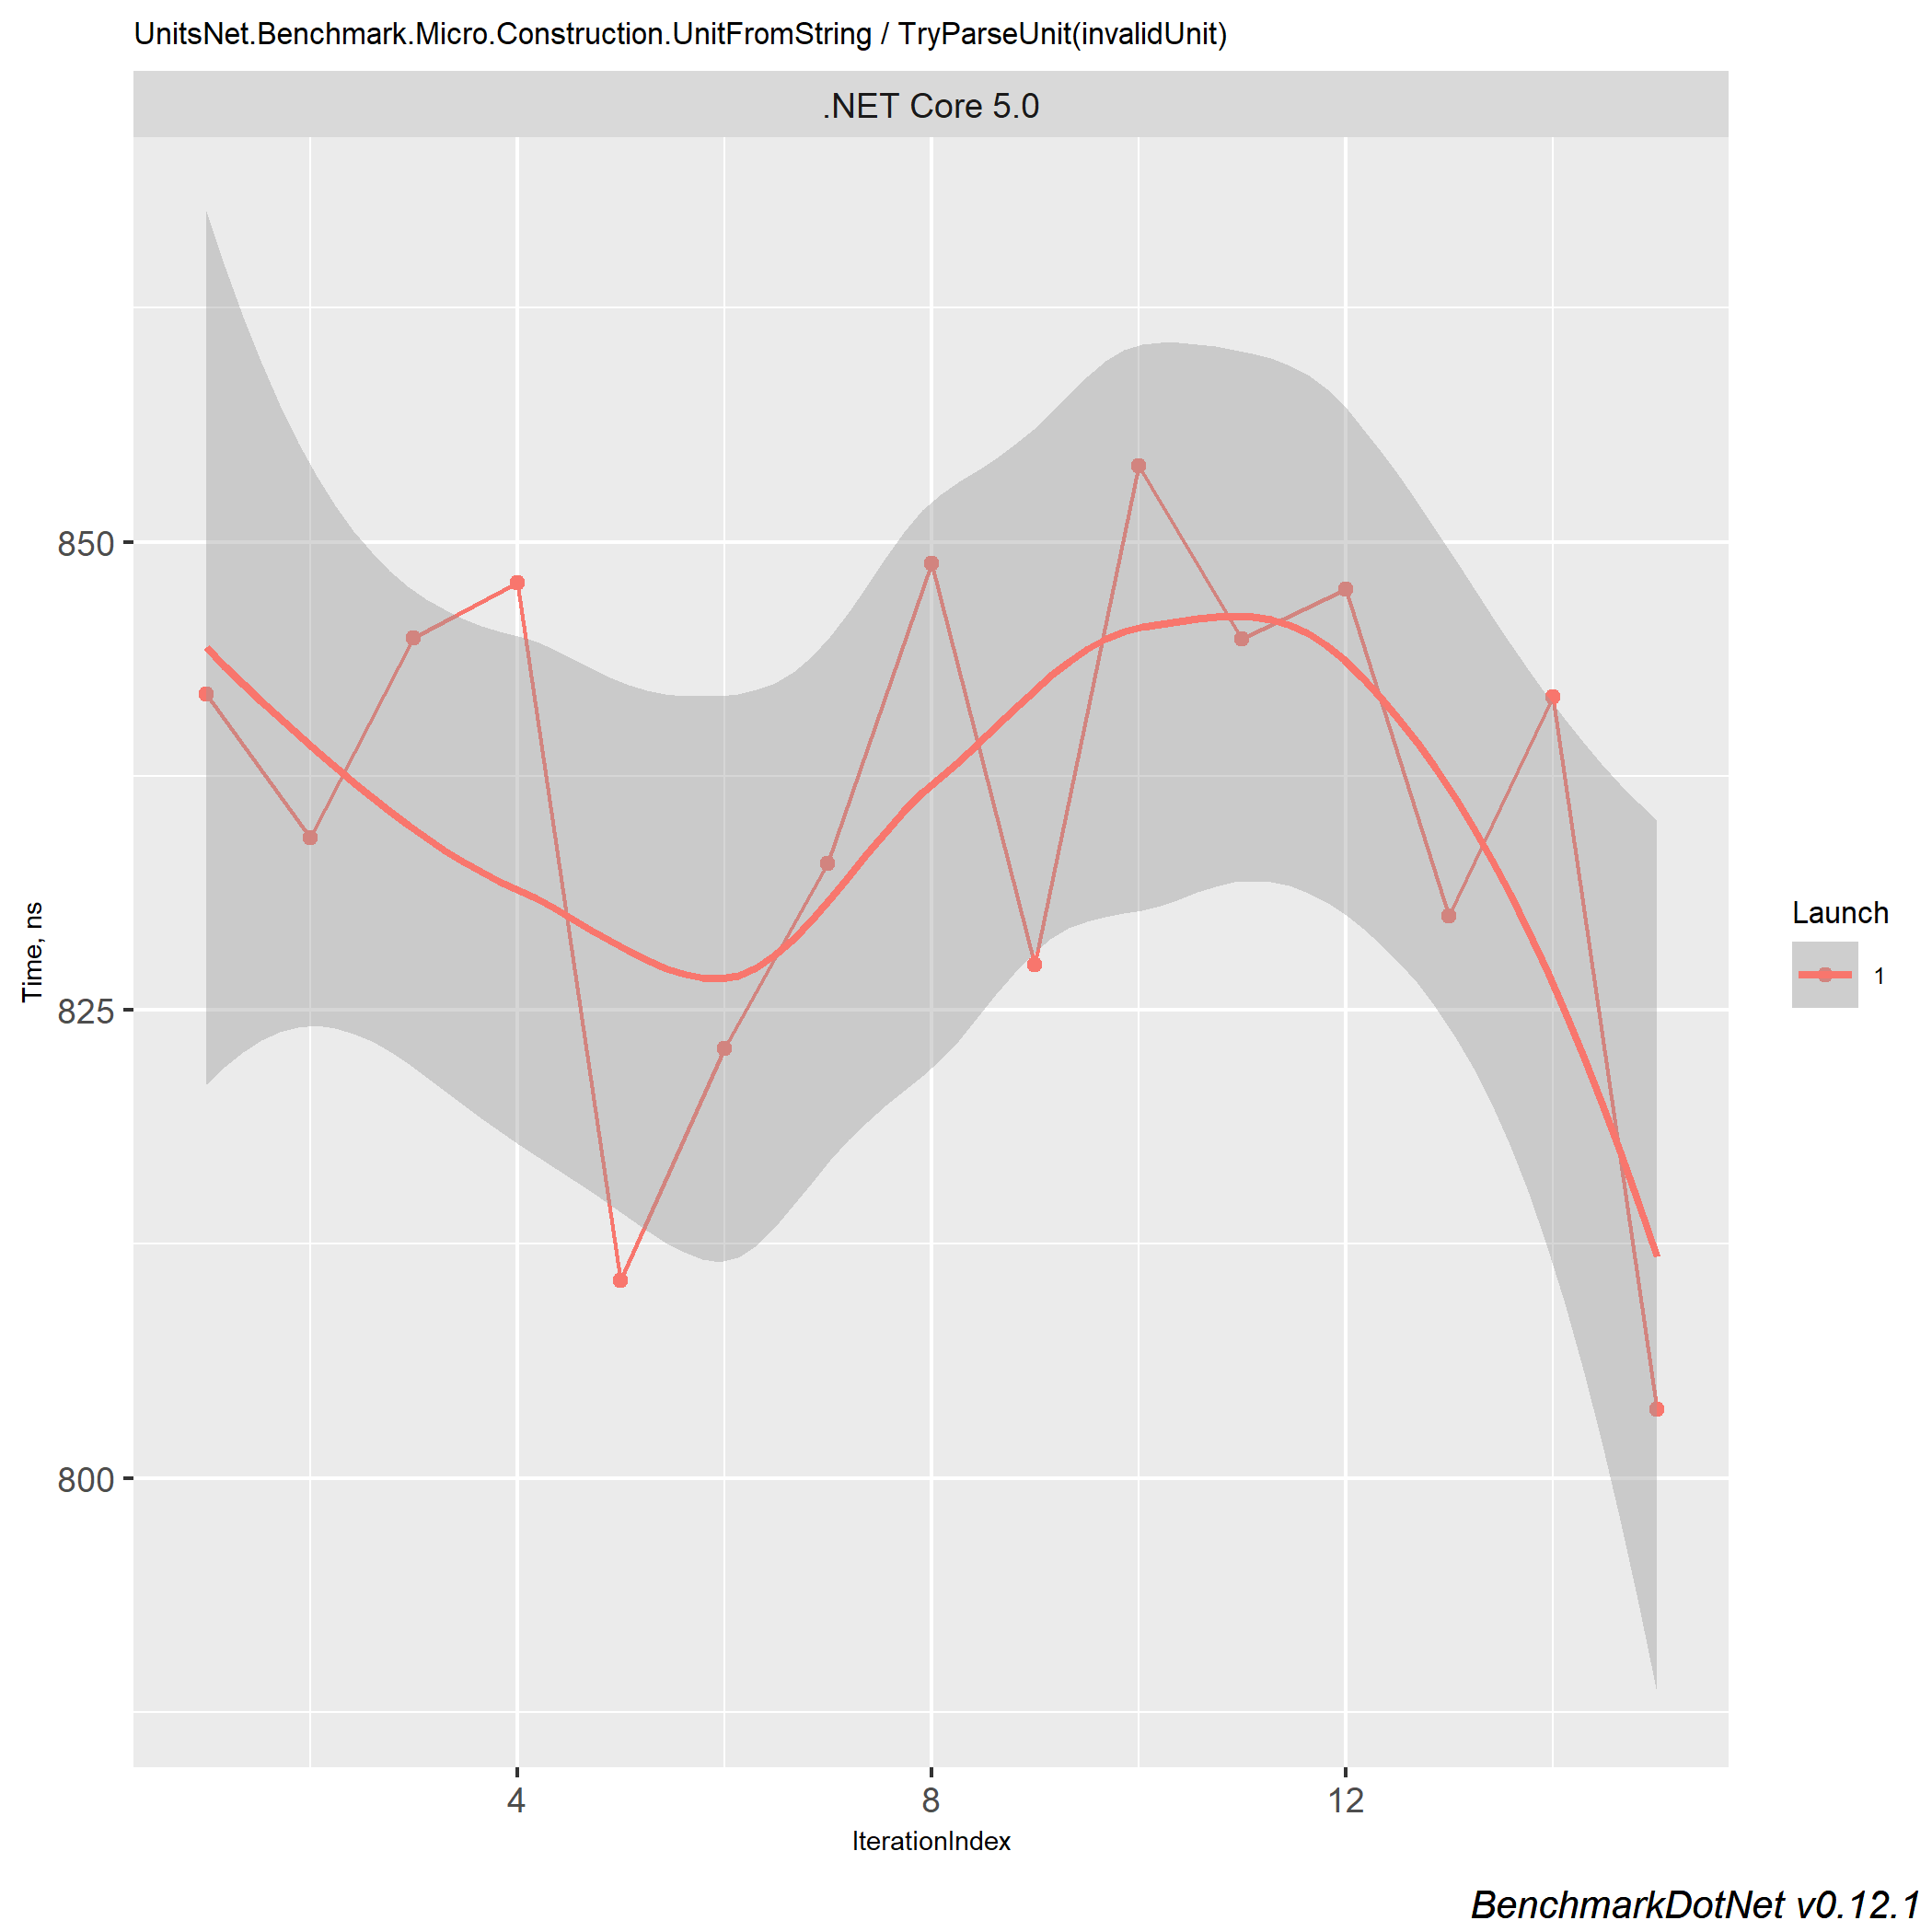 UnitsNet.Benchmark.Micro.Construction.UnitFromString / TryParseUnit(invalidUnit)
.NET Core 5.0
850
825
800
Time, ns
4
8
12
IterationIndex
Launch
1
BenchmarkDotNet v0.12.1